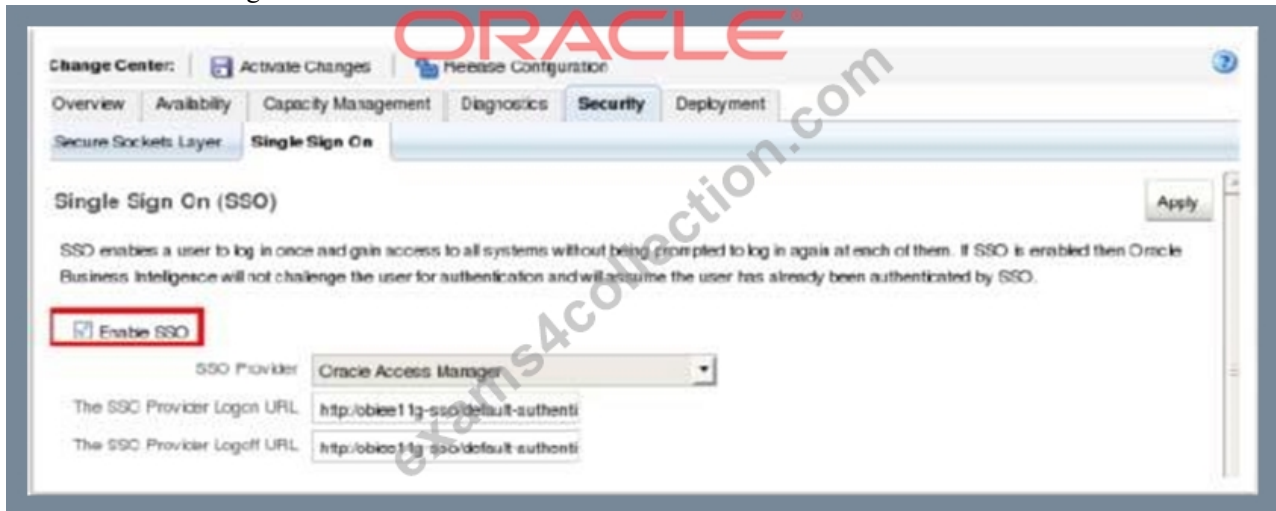 ORACLE
Change Center: Activate Changes Release Configuration
Overview Availability Capacity Management Diagnostics Security Deployment
Secure Sockets Layer Single Sign On
Single Sign On (SSO)
Apply
SSO enables a user to log in once and gain access to all systems without being prompted to log in again at each of them. If SSO is enabled then Oracle
Business Intelligence will not challenge the user for authentication and will assume the user has already been authenticated by SSO.
Enable SSO
SSO Provider Oracle Access Manager
The SSO Provider Logon URL http:/obiee11g-sso/default-authenti
The SSO Provider Logoff URL http:/obiee11g-sso/default-authenti
exams4collection.com